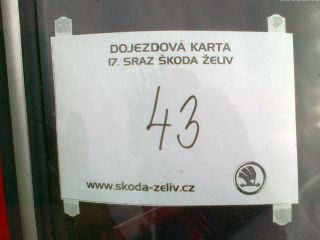 DOJEZDOVÁ KARTA
17. SRAZ ŠKODA ŽELIV
43
www.skoda-zeliv.cz